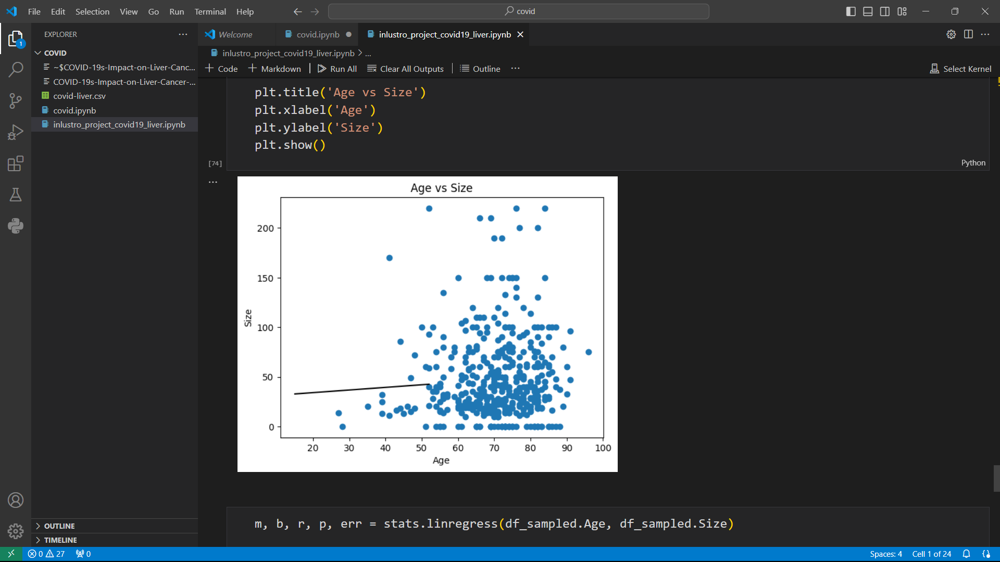 File Edit Selection View Go Run Terminal Help
covid
EXPLORER
Welcome
covid.ipynb
inlustro_project_covid19_liver.ipynb
COVID
~$COVID-19s-Impact-on-Liver-Canc...
COVID-19s-Impact-on-Liver-Cancer-...
covid-liver.csv
covid.ipynb
inlustro_project_covid19_liver.ipynb
OUTLINE
TIMELINE
1
inlustro_project_covid19_liver.ipynb > ...
Code
Markdown
Run All
Clear All Outputs
Outline
...
Select Kernel
plt.title('Age vs Size')
plt.xlabel('Age')
plt.ylabel('Size')
plt.show()
[74]
Python
Age vs Size
200
150
100
50
0
Size
20 30 40 50 60 70 80 90 100
Age
m, b, r, p, err = stats.linregress(df_sampled.Age, df_sampled.Size)
0 27 0
Spaces: 4 Cell 1 of 24